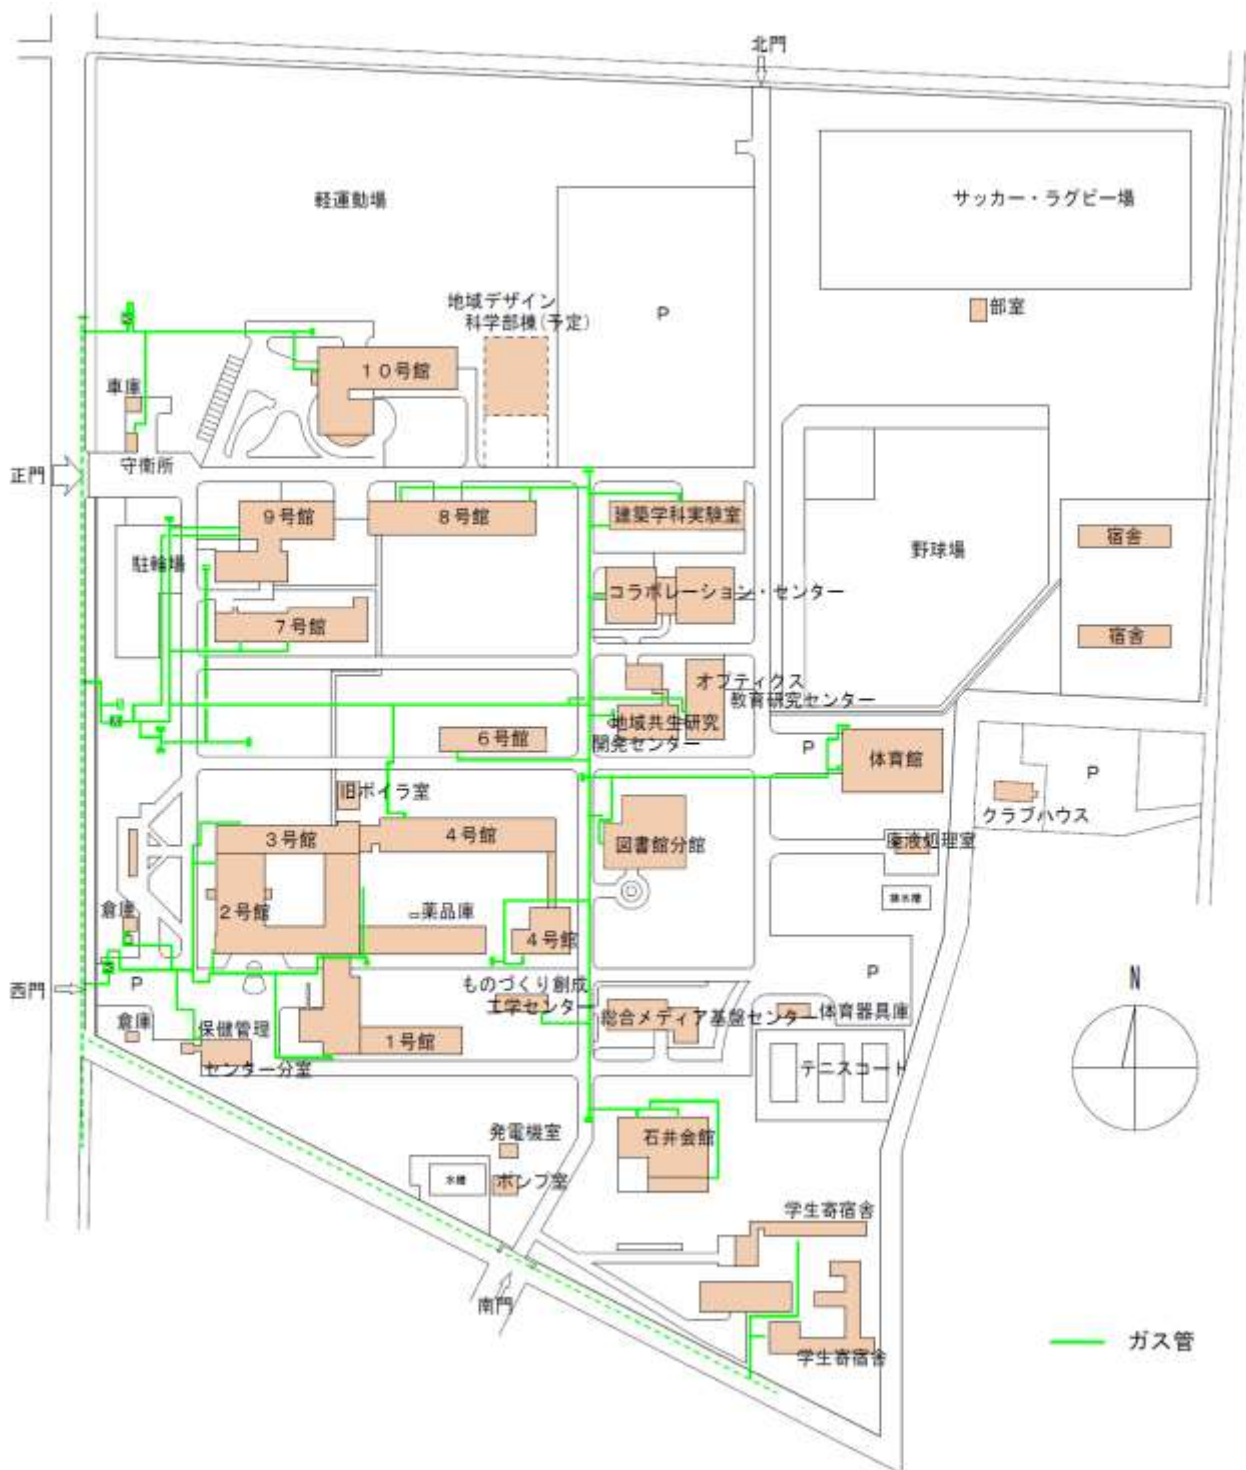 北門
軽運動場
サッカー・ラグビー場
地域デザイン
科学部棟(予定)
P
部室
M
10号館
車庫
正門
守衛所
9号館
8号館
建築学科実験室
野球場
宿舎
駐輪場
コラボレーション・センター
7号館
宿舎
オプティクス
教育研究センター
M
地域共生研究
開発センター
6号館
P
体育館
P
旧ボイラ室
クラブハウス
3号館
4号館
図書館分館
廃液処理室
倉庫
2号館
薬品庫
4号館
M
P
P
N
西門
ものづくり創成
工学センター
倉庫
保健管理
センター分室
1号館
総合メディア基盤センター
体育器具庫
テニスコート
発電機室
石井会館
水槽
ポンプ室
学生寄宿舎
南門
学生寄宿舎
ガス管